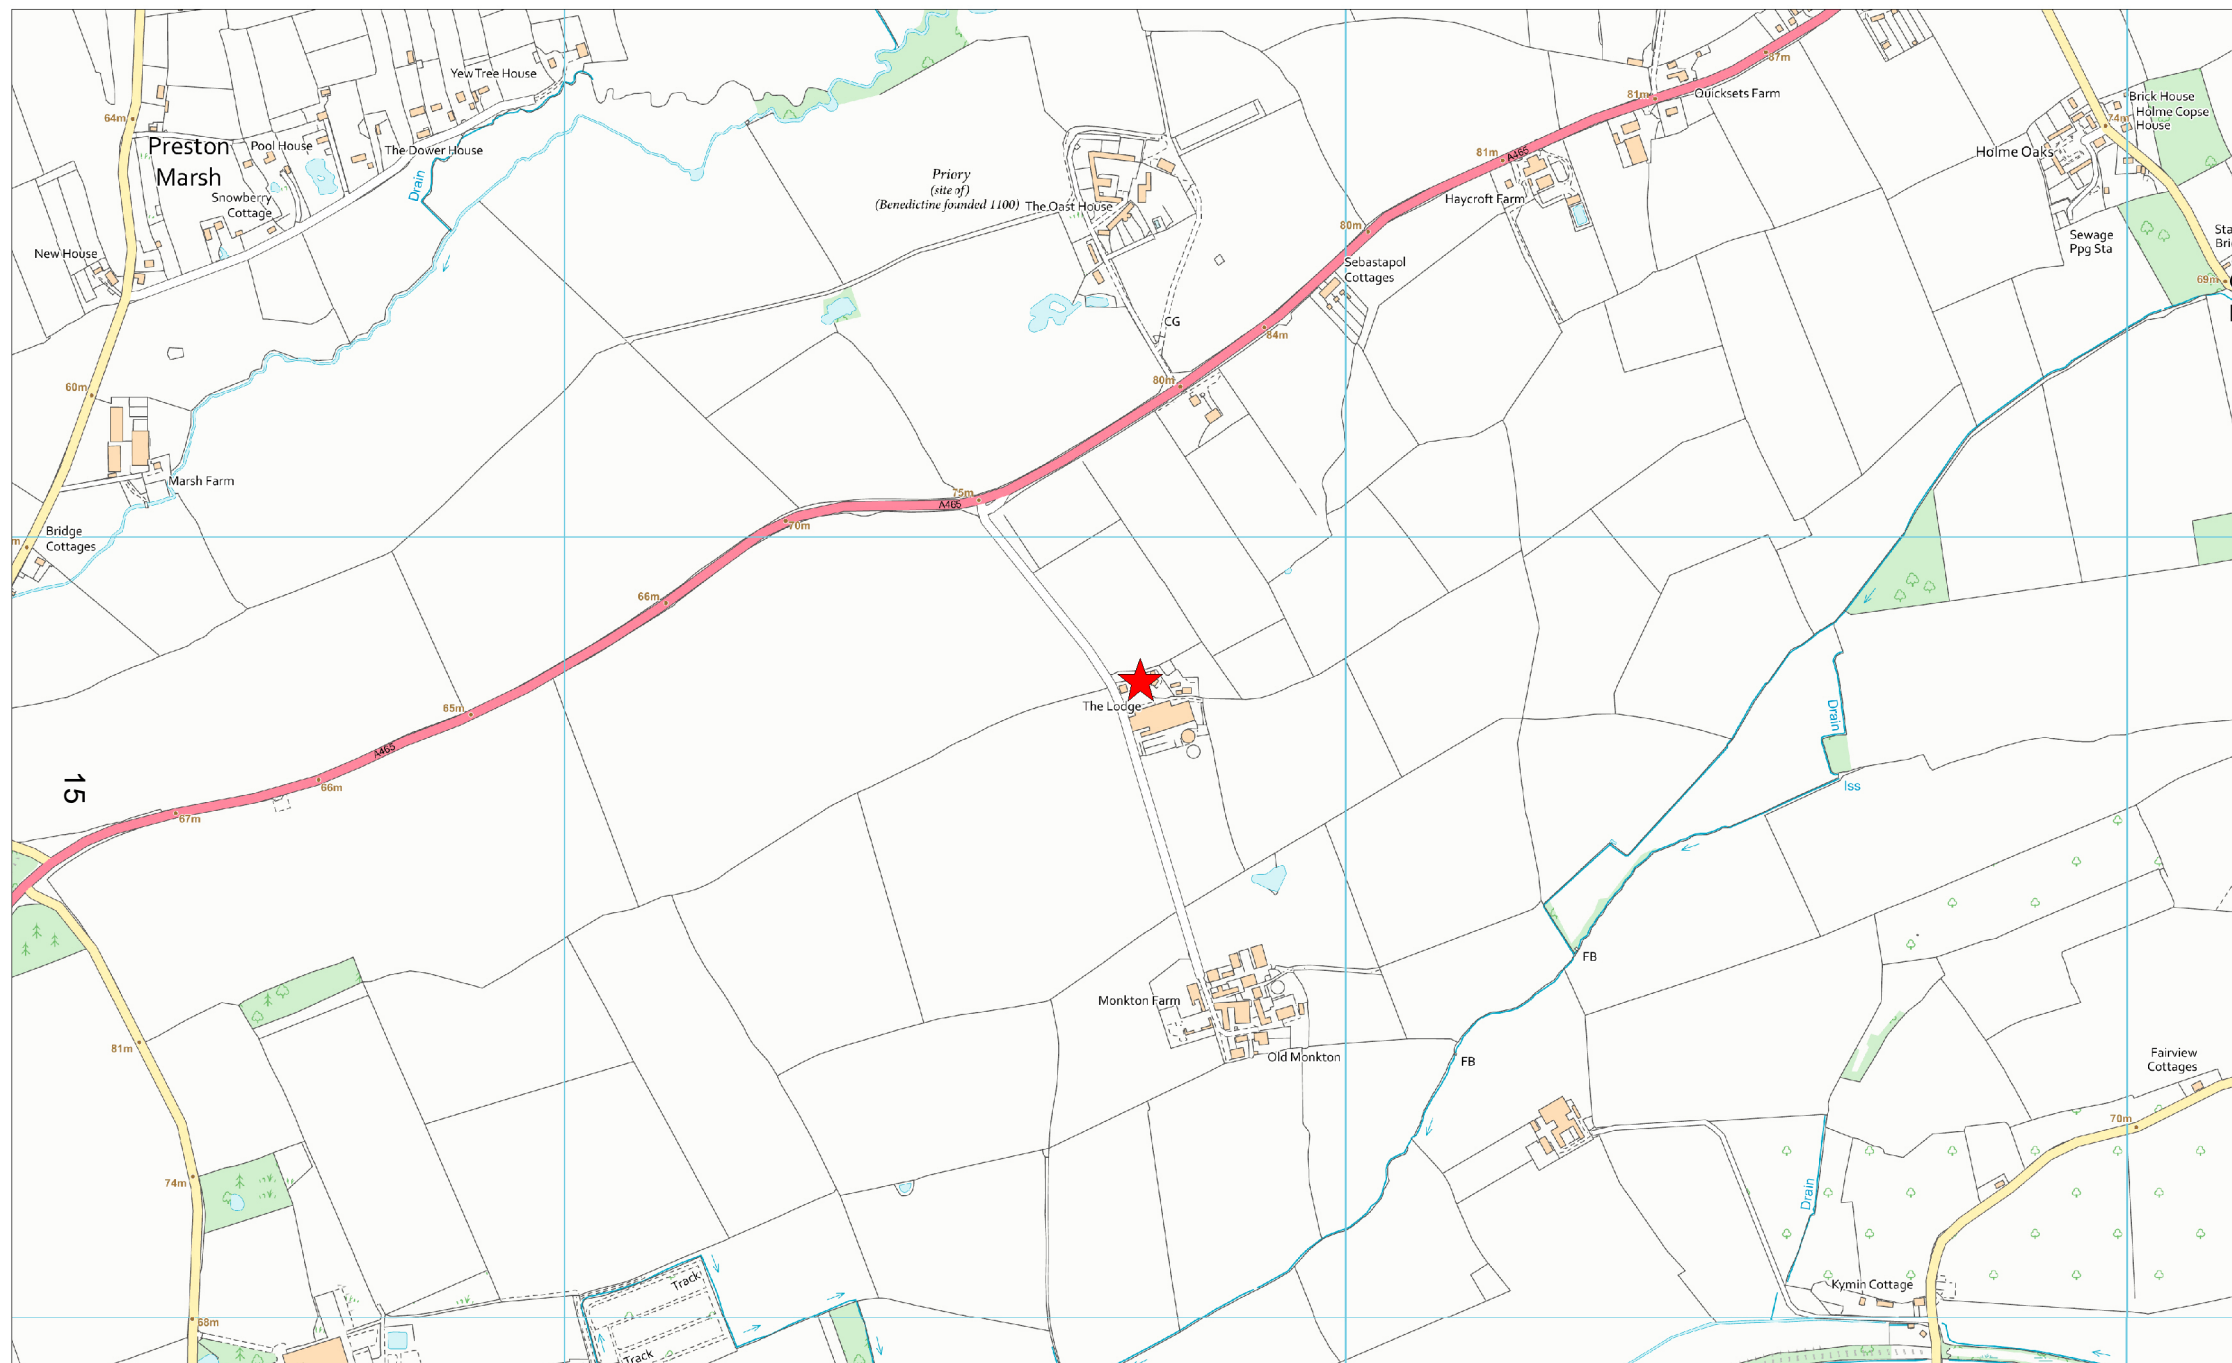 Yew Tree House
64m
Preston
Marsh
Pool House
The Dower House
Snowberry
Cottage
Drain
New House
60m
Marsh Farm
Bridge
Cottages
m
Priory
(site of)
(Benedictine founded 1100)
The Oast House
CG
87m
81m
Quicksets Farm
81m
A465
Haycroft Farm
80m
Sebastapol
Cottages
84m
80m
Brick House
Holme Copse
House
74m
Holme Oaks
Sewage
Ppg Sta
69m
75m
A465
70m
66m
65m
A465
66m
67m
15
The Lodge
Drain
Iss
FB
FB
Monkton Farm
Old Monkton
81m
74m
68m
Track
Track
Fairview
Cottages
70m
Drain
Kymin Cottage